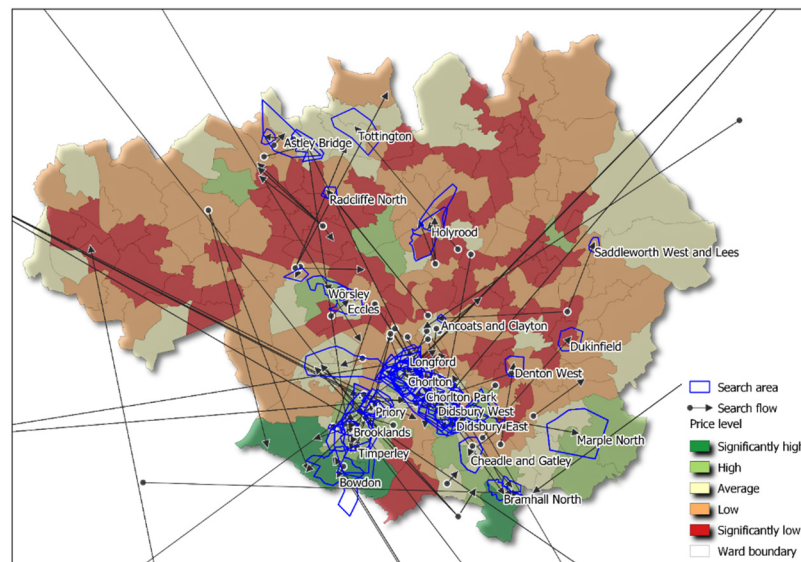 Tottington
Astley Bridge
Radcliffe North
Holyrood
Saddleworth West and Lees
Worsley
Eccles
Ancoats and Clayton
Dukinfield
Longford
Denton West
Chorlton
Chorlton Park
Priory
Didsbury West
Didsbury East
Brooklands
Marple North
Timperley
Cheadle and Gatley
Bowdon
Bramhall North
Search area
Search flow
Price level
Significantly high
High
Average
Low
Significantly low
Ward boundary